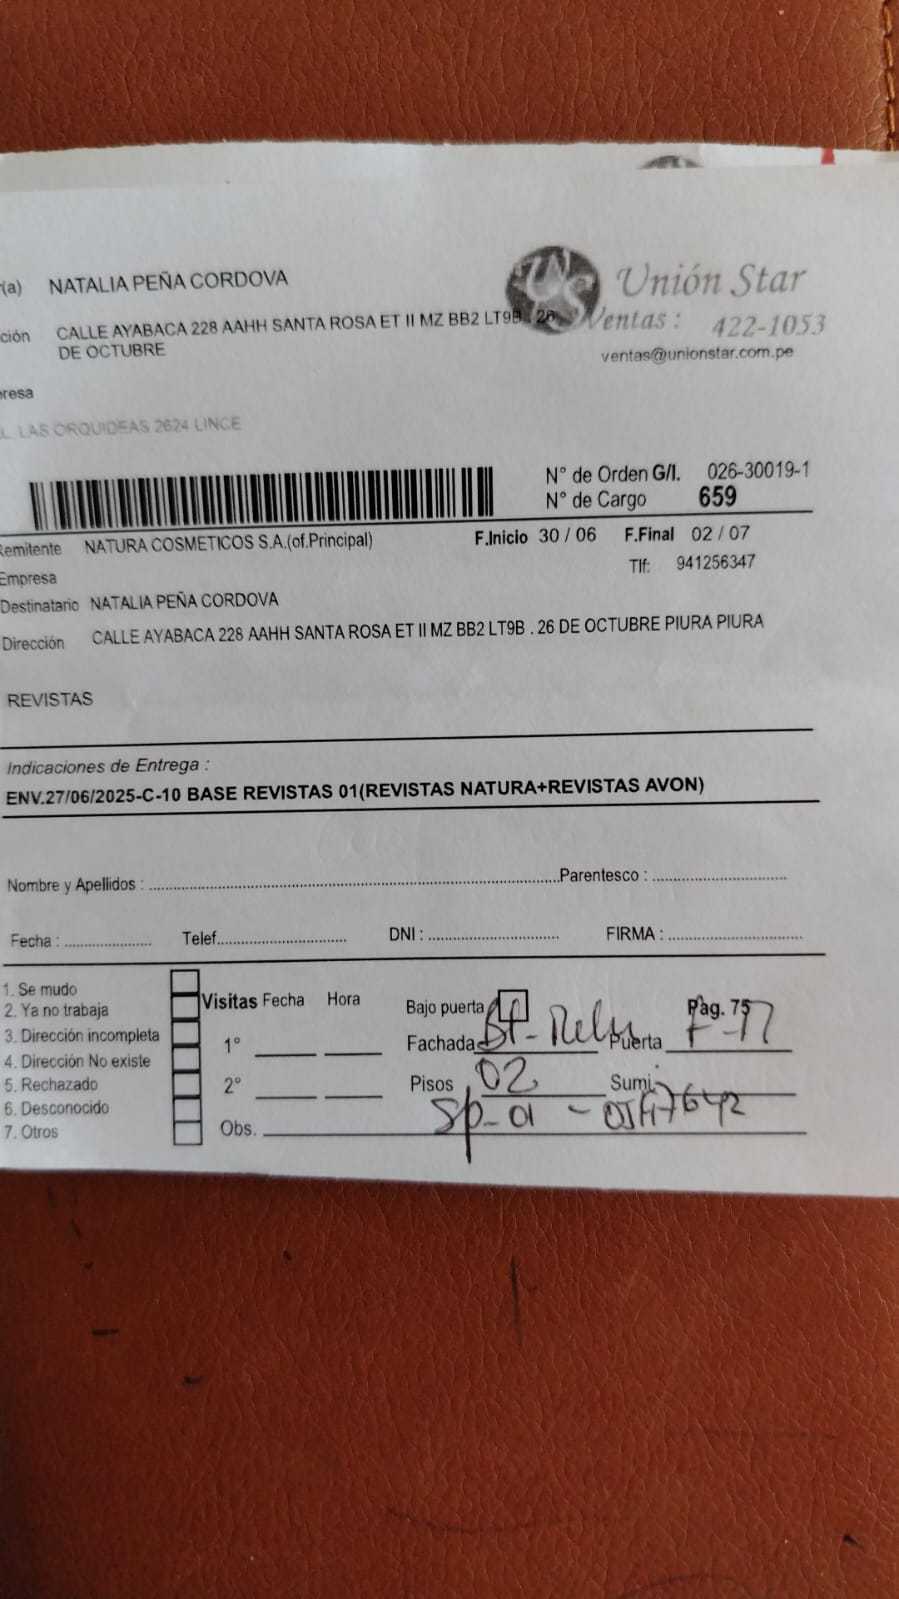 r(a) NATALIA PEÑA CORDOVA
Unión Star
ción CALLE AYABACA 228 AAHH SANTA ROSA ET II MZ BB2 LT9B . 26
DE OCTUBRE
Ventas : 422-1053
ventas@unionstar.com.pe
resa
L. LAS ORQUIDEAS 2624 LINCE
N° de Orden G/I. 026-30019-1
N° de Cargo 659
Remitente NATURA COSMETICOS S.A.(of.Principal) F.Inicio 30 / 06 F.Final 02 / 07
Empresa Tlf: 941256347
Destinatario NATALIA PEÑA CORDOVA
Dirección CALLE AYABACA 228 AAHH SANTA ROSA ET II MZ BB2 LT9B . 26 DE OCTUBRE PIURA PIURA
REVISTAS
Indicaciones de Entrega :
ENV.27/06/2025-C-10 BASE REVISTAS 01(REVISTAS NATURA+REVISTAS AVON)
Nombre y Apellidos : Parentesco :
Fecha : Telef. DNI : FIRMA :
1. Se mudo
2. Ya no trabaja
3. Dirección incompleta
4. Dirección No existe
5. Rechazado
6. Desconocido
7. Otros
Visitas Fecha Hora
1°
2°
Obs.
Bajo puerta Pag. 75
Fachada Puerta
Pisos 02 Sumi.